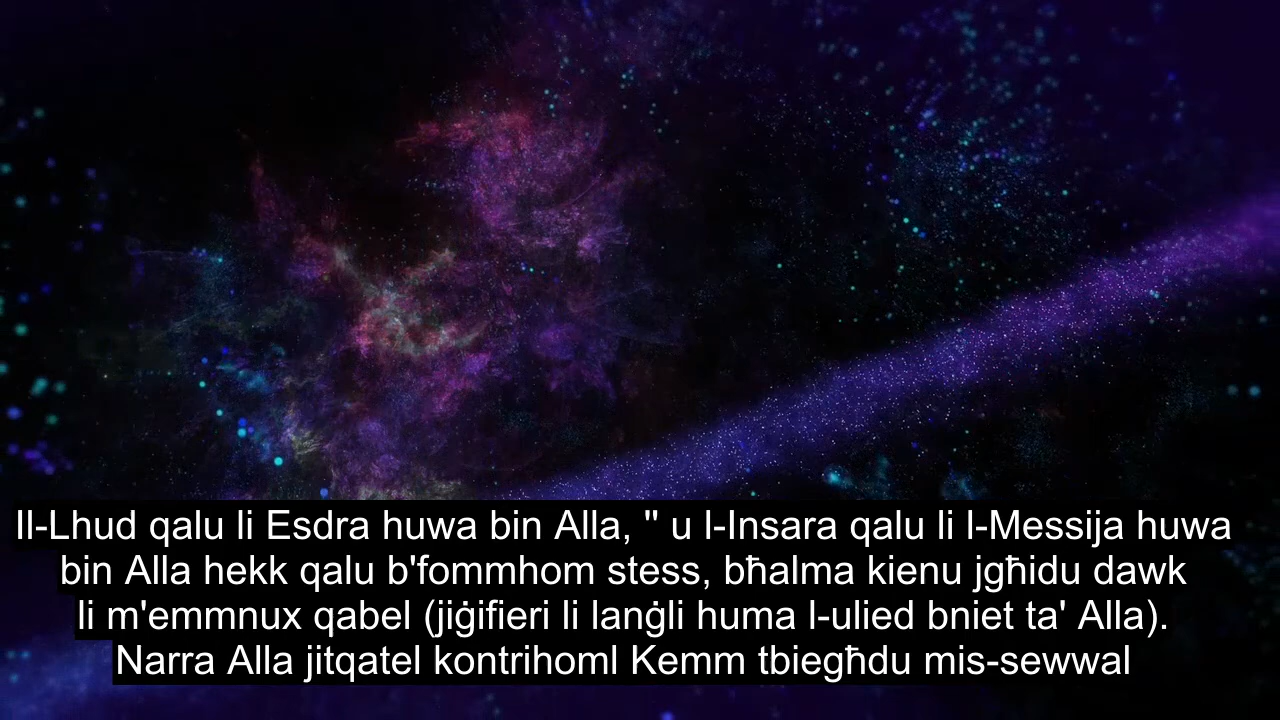 Il-Lhud qalu li Esdra huwa bin Alla, " u l-Insara qalu li l-Messija huwa
bin Alla hekk qalu b'fommhom stess, bħalma kienu jgħidu dawk
li m'emmnux qabel (jiġifieri li lanġli huma l-ulied bniet ta' Alla).
Narra Alla jitqatel kontrihoml Kemm tbiegħdu mis-sewwal